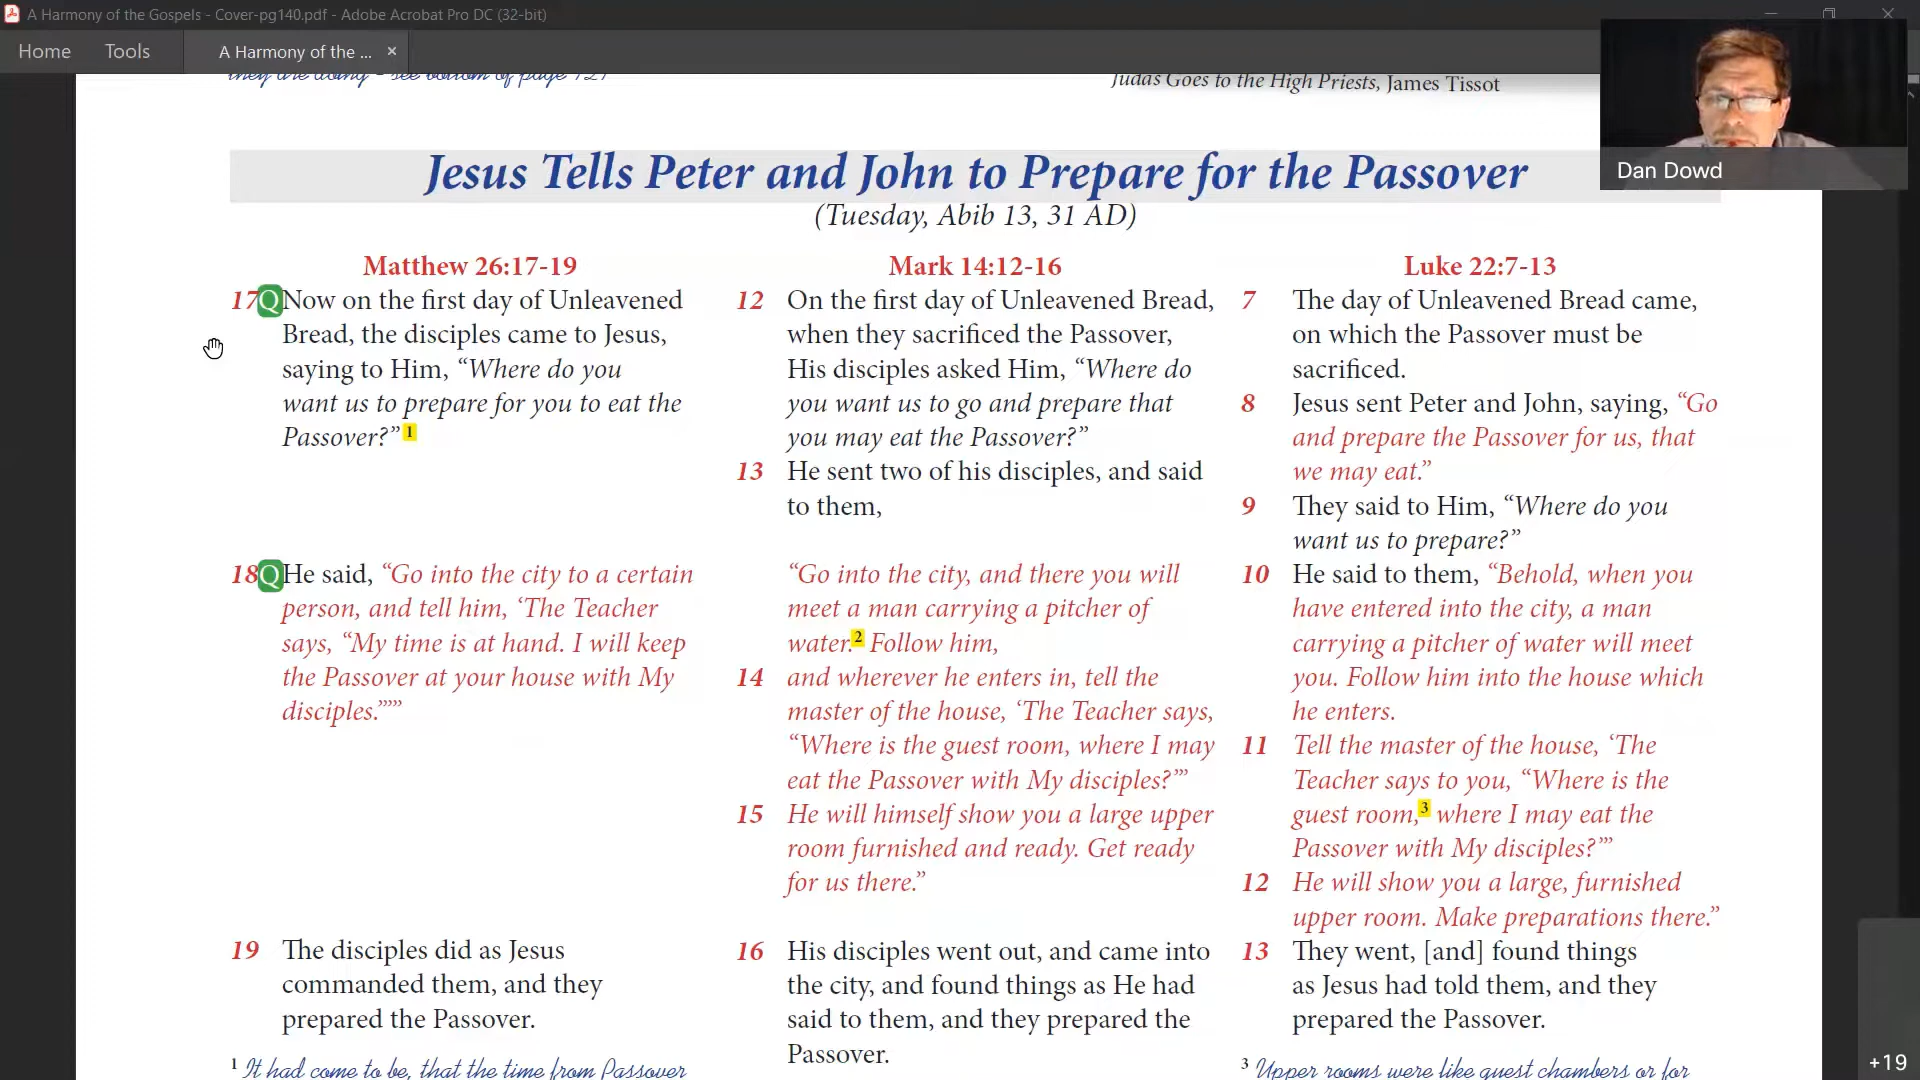 A Harmony of the Gospels - Cover-pg140.pdf - Adobe Acrobat Pro DC (32-bit)
Home Tools A Harmony of the ... ×
they are doing - see bottom of page 127
Judas Goes to the High Priests, James Tissot
Dan Dowd
Jesus Tells Peter and John to Prepare for the Passover
(Tuesday, Abib 13, 31 AD)
Matthew 26:17-19
17 Q Now on the first day of Unleavened
Bread, the disciples came to Jesus,
saying to Him, “Where do you
want us to prepare for you to eat the
Passover?” 1
18 Q He said, “Go into the city to a certain
person, and tell him, ‘The Teacher
says, “My time is at hand. I will keep
the Passover at your house with My
disciples.”’”
19 The disciples did as Jesus
commanded them, and they
prepared the Passover.
1 It had come to be, that the time from Passover
Mark 14:12-16
12 On the first day of Unleavened Bread,
when they sacrificed the Passover,
His disciples asked Him, “Where do
you want us to go and prepare that
you may eat the Passover?”
13 He sent two of his disciples, and said
to them,
“Go into the city, and there you will
meet a man carrying a pitcher of
water. 2 Follow him,
14 and wherever he enters in, tell the
master of the house, ‘The Teacher says,
“Where is the guest room, where I may
eat the Passover with My disciples?”’
15 He will himself show you a large upper
room furnished and ready. Get ready
for us there.”
16 His disciples went out, and came into
the city, and found things as He had
said to them, and they prepared the
Passover.
Luke 22:7-13
7 The day of Unleavened Bread came,
on which the Passover must be
sacrificed.
8 Jesus sent Peter and John, saying, “Go
and prepare the Passover for us, that
we may eat.”
9 They said to Him, “Where do you
want us to prepare?”
10 He said to them, “Behold, when you
have entered into the city, a man
carrying a pitcher of water will meet
you. Follow him into the house which
he enters.
11 Tell the master of the house, ‘The
Teacher says to you, “Where is the
guest room, 3 where I may eat the
Passover with My disciples?”’
12 He will show you a large, furnished
upper room. Make preparations there.”
13 They went, [and] found things
as Jesus had told them, and they
prepared the Passover.
3 Upper rooms were like guest chambers or for
+19